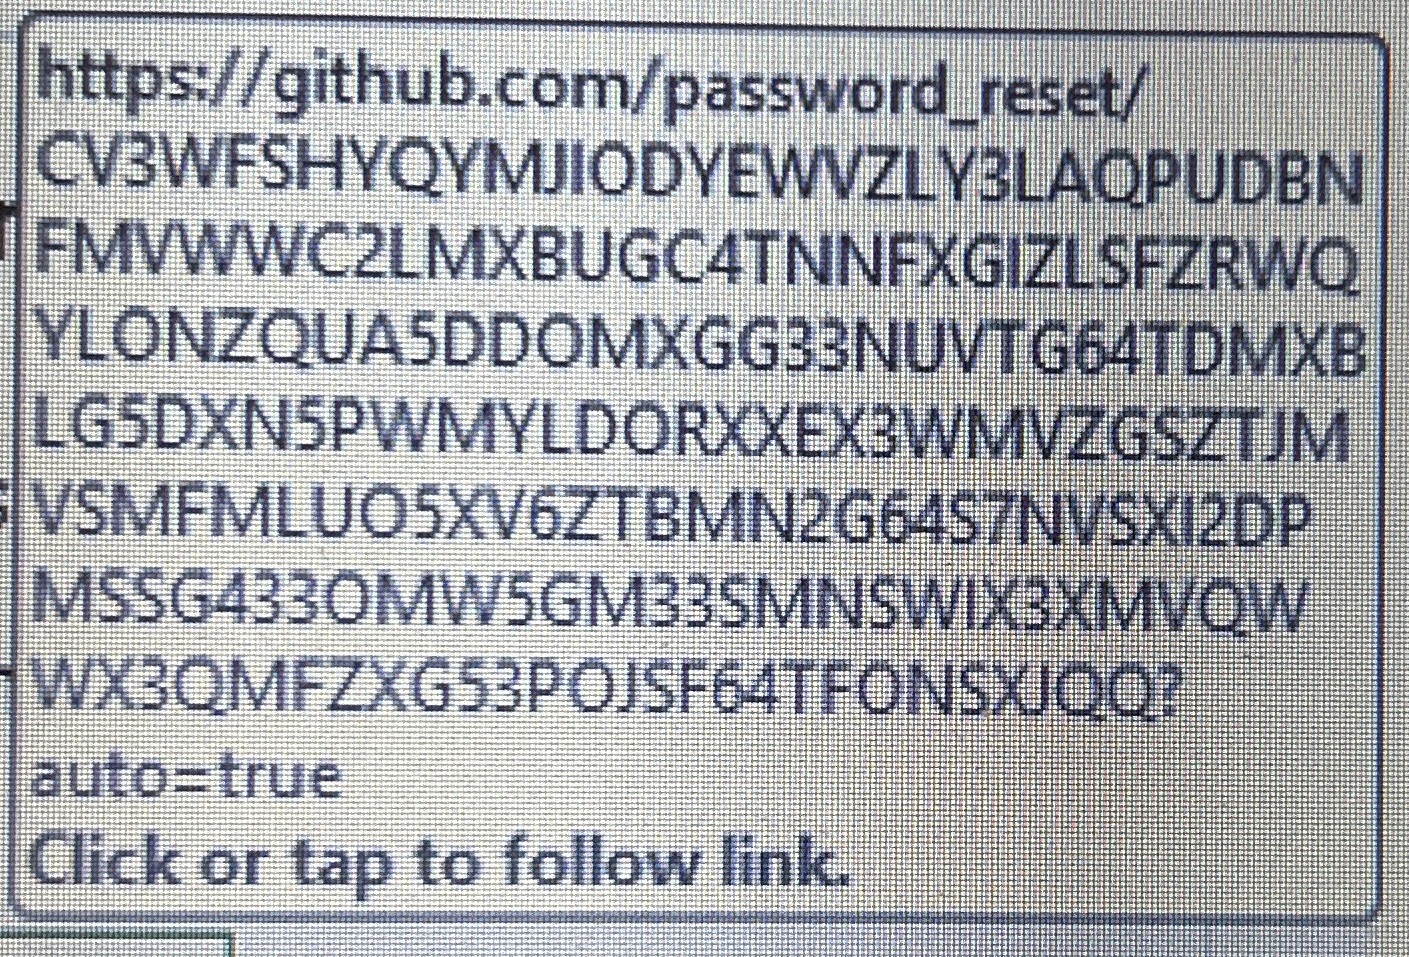 https://github.com/password_reset/
CV3WFSHYQYMJIODYEWVZLY3LAQPUDBN
FMVWWC2LMXBUGC4TNNFXGIZLSFZRWQ
YLONZQUA5DDOMXGG33NUVTG64TDMXB
LG5DXN5PWMYLDORXXEX3WMVZGSZTJM
VSMFMLUO5XV6ZTBMN2G64S7NVSXI2DP
MSSG433OMW5GM33SMNSWIX3XMVQW
WX3QMFZXG53POJSF64TFONSXJQQ?
auto=true
Click or tap to follow link.